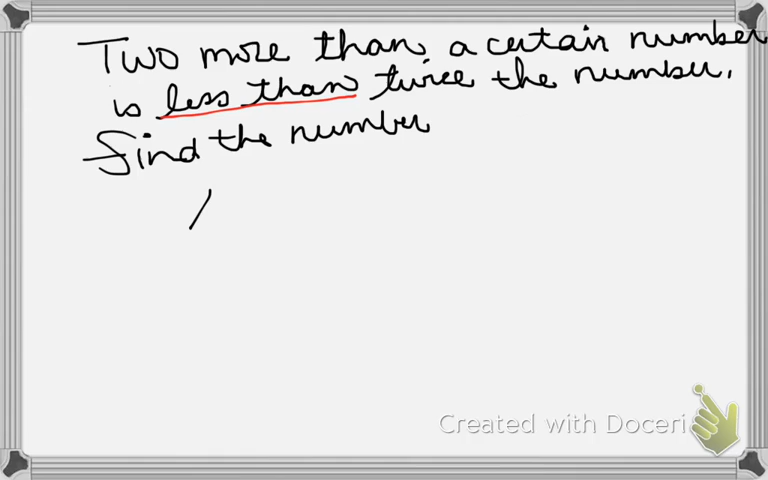 Two more than a certain number
is less than twice the number.
Find the number
Created with Doceri